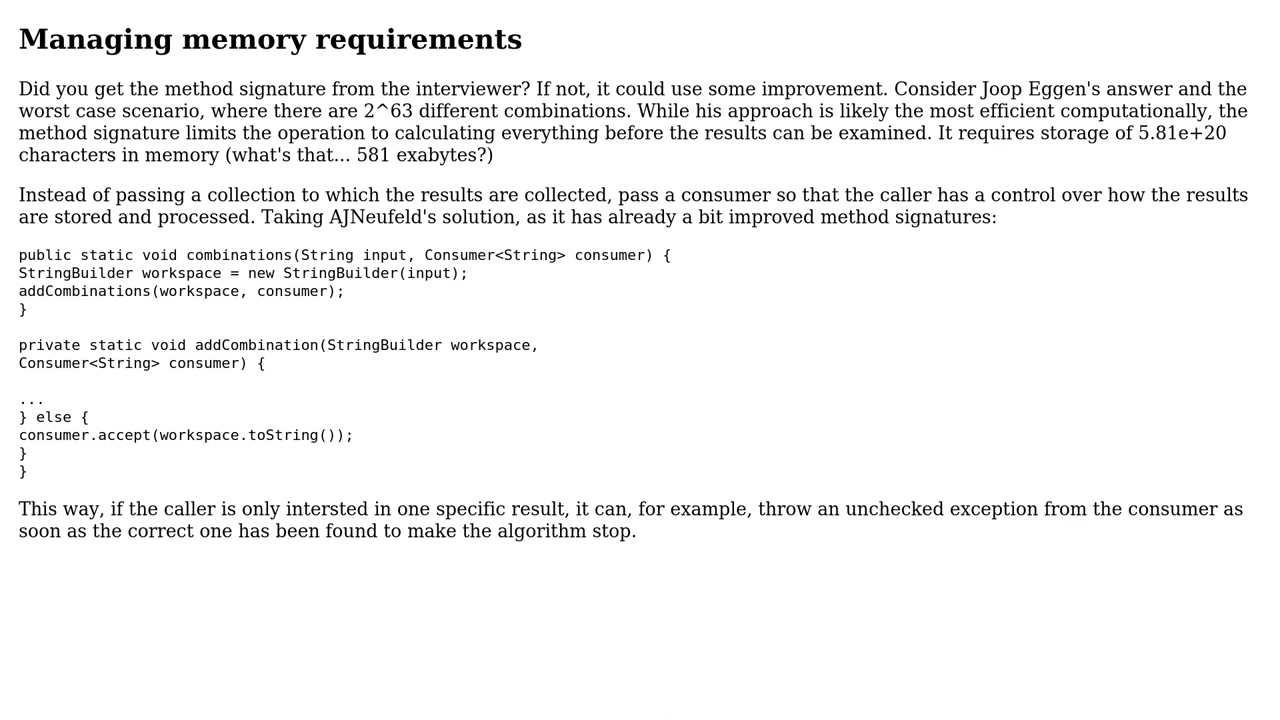 Managing memory requirements
Did you get the method signature from the interviewer? If not, it could use some improvement. Consider Joop Eggen's answer and the
worst case scenario, where there are 2^63 different combinations. While his approach is likely the most efficient computationally, the
method signature limits the operation to calculating everything before the results can be examined. It requires storage of 5.81e+20
characters in memory (what's that... 581 exabytes?)
Instead of passing a collection to which the results are collected, pass a consumer so that the caller has a control over how the results
are stored and processed. Taking AJNeufeld's solution, as it has already a bit improved method signatures:
public static void combinations(String input, Consumer<String> consumer) {
StringBuilder workspace = new StringBuilder(input);
addCombinations(workspace, consumer);
}
private static void addCombination(StringBuilder workspace,
Consumer<String> consumer) {
...
} else {
consumer.accept(workspace.toString());
}
}
This way, if the caller is only intersted in one specific result, it can, for example, throw an unchecked exception from the consumer as
soon as the correct one has been found to make the algorithm stop.